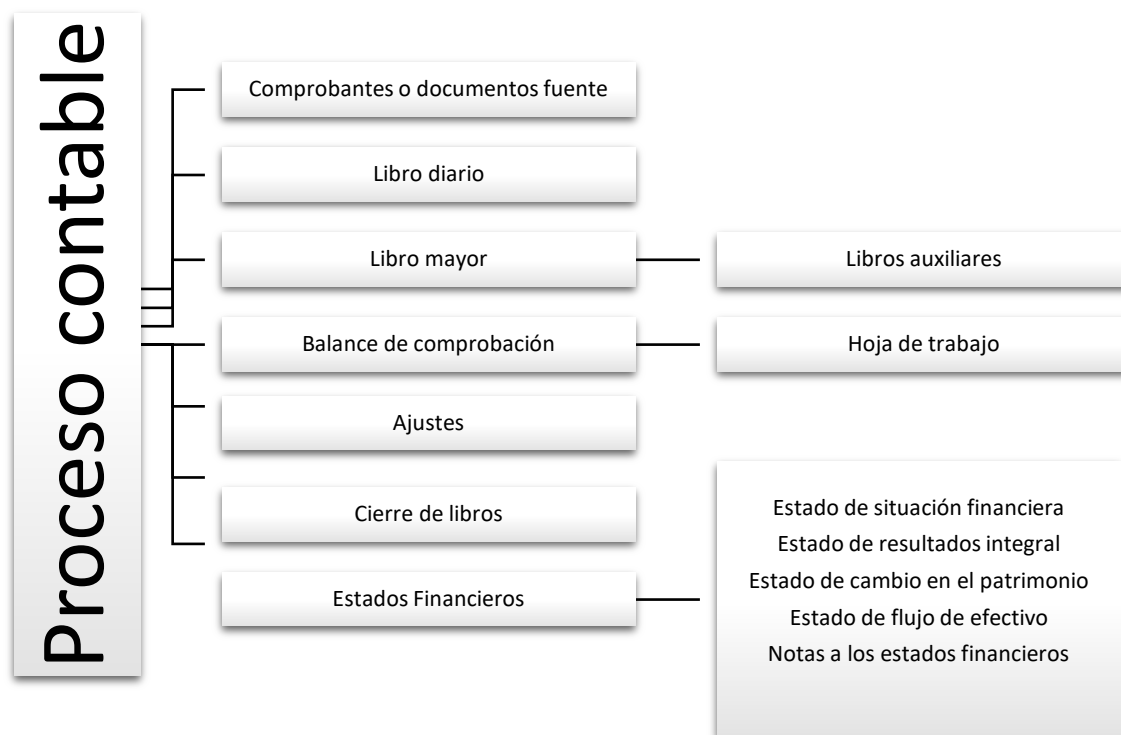 Proceso contable
Comprobantes o documentos fuente
Libro diario
Libro mayor
Libros auxiliares
Balance de comprobación
Hoja de trabajo
Ajustes
Cierre de libros
Estados Financieros
Estado de situación financiera
Estado de resultados integral
Estado de cambio en el patrimonio
Estado de flujo de efectivo
Notas a los estados financieros